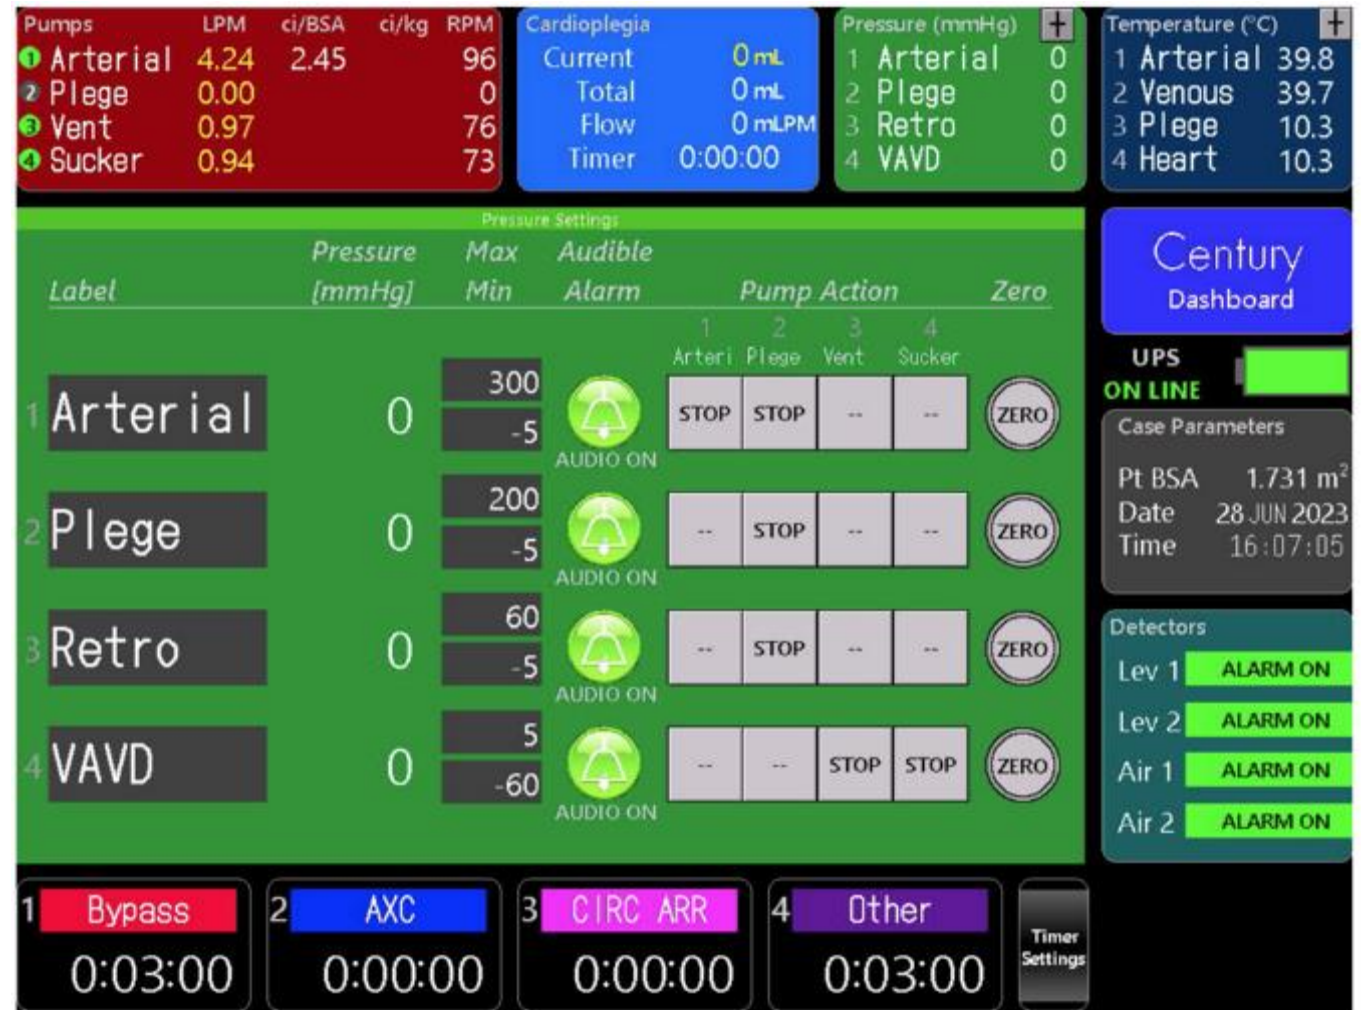 Pumps LPM ci/BSA ci/kg RPM
1 Arterial 4.24 2.45 96
2 Plege 0.00 0
3 Vent 0.97 76
4 Sucker 0.94 73
Cardioplegia
Current 0 mL
Total 0 mL
Flow 0 mLPM
Timer 0:00:00
Pressure (mmHg) +
1 Arterial 0
2 Plege 0
3 Retro 0
4 VAVD 0
Temperature (°C) +
1 Arterial 39.8
2 Venous 39.7
3 Plege 10.3
4 Heart 10.3
Pressure Settings
Pressure Max Audible
Label [mmHg] Min Alarm Pump Action Zero
1 2 3 4
Arteri Plege Vent Sucker
300
1 Arterial 0 STOP STOP -- -- ZERO
-5
AUDIO ON
200
2 Plege 0 -- STOP -- -- ZERO
-5
AUDIO ON
60
3 Retro 0 -- STOP -- -- ZERO
-5
AUDIO ON
5
4 VAVD 0 -- -- STOP STOP ZERO
-60
AUDIO ON
Century
Dashboard
UPS
ON LINE
Case Parameters
Pt BSA 1.731 m²
Date 28 JUN 2023
Time 16:07:05
Detectors
Lev 1 ALARM ON
Lev 2 ALARM ON
Air 1 ALARM ON
Air 2 ALARM ON
1 Bypass
0:03:00
2 AXC
0:00:00
3 CIRC ARR
0:00:00
4 Other
0:03:00
Timer
Settings